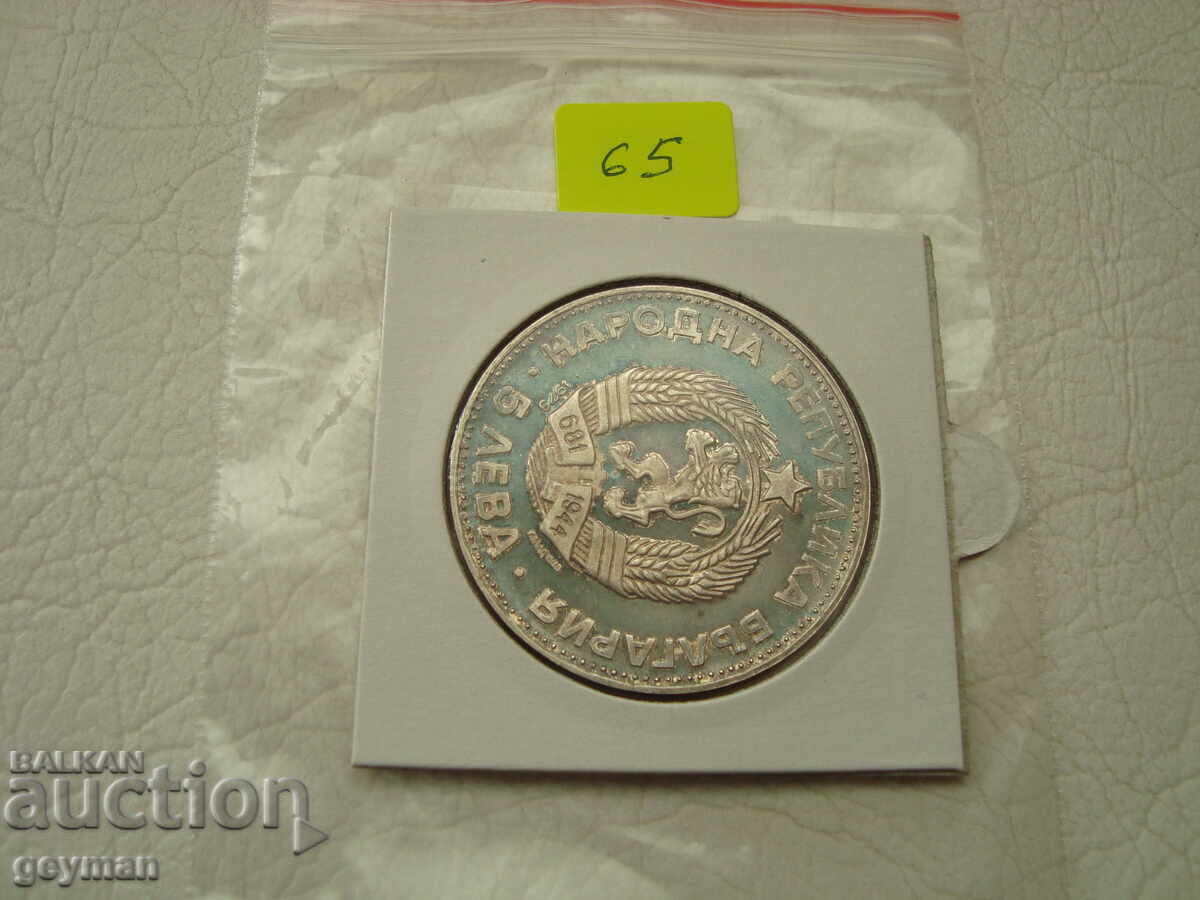 65
НАРОДНА РЕПУБЛИКА БЪЛГАРИЯ
· 5 ЛЕВА ·
681
1944
BALKAN
auction
geyman